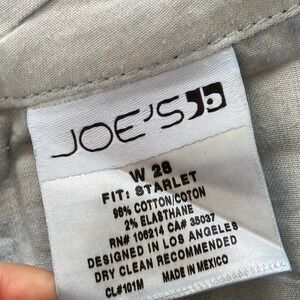 JOE'S
W 28
FIT: STARLET
98% COTTON/COTON
2% ELASTHANE
RN# 106214 CA# 35037
DESIGNED IN LOS ANGELES
DRY CLEAN RECOMMENDED
CL#101M MADE IN MEXICO